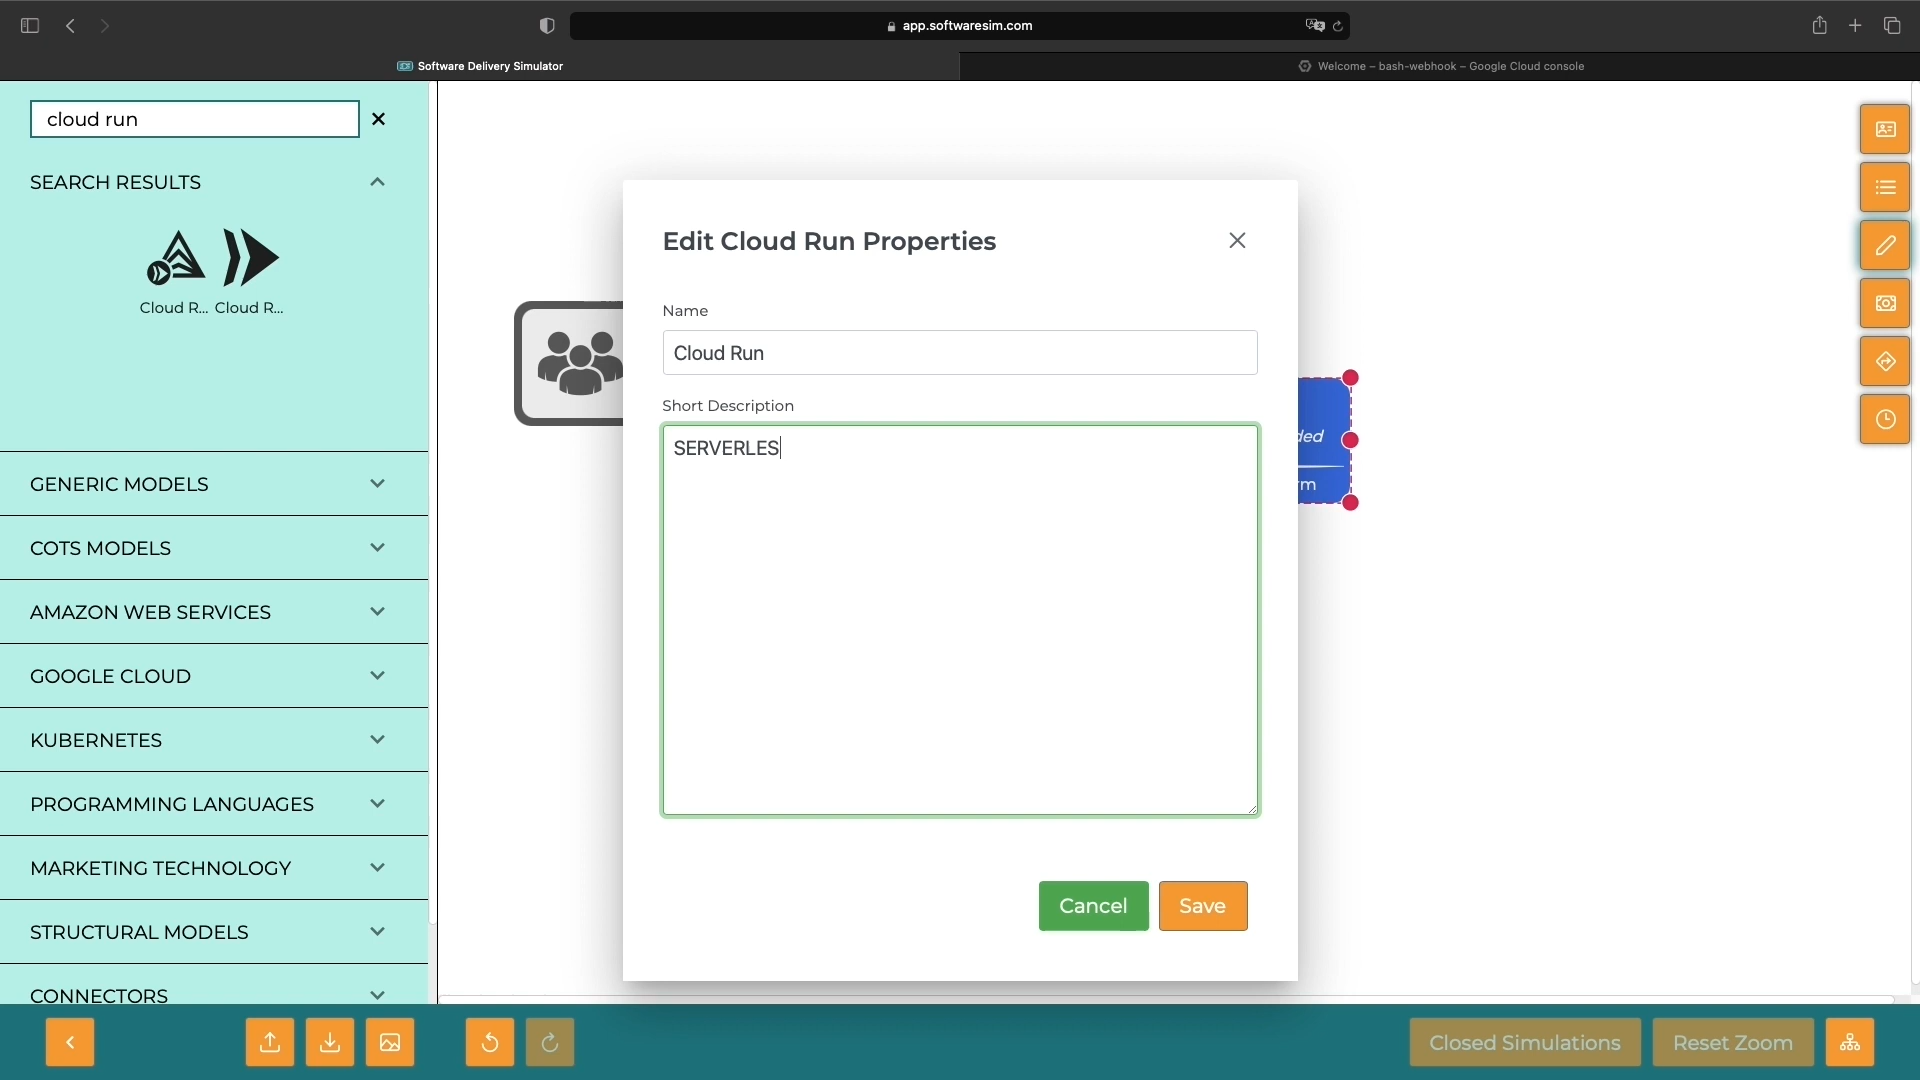 app.softwaresim.com
Software Delivery Simulator
Welcome – bash-webhook – Google Cloud console
cloud run
SEARCH RESULTS
Cloud R... Cloud R...
GENERIC MODELS
COTS MODELS
AMAZON WEB SERVICES
GOOGLE CLOUD
KUBERNETES
PROGRAMMING LANGUAGES
MARKETING TECHNOLOGY
STRUCTURAL MODELS
CONNECTORS
Edit Cloud Run Properties
Name
Cloud Run
Short Description
SERVERLES
Cancel Save
ded
rm
Closed Simulations Reset Zoom